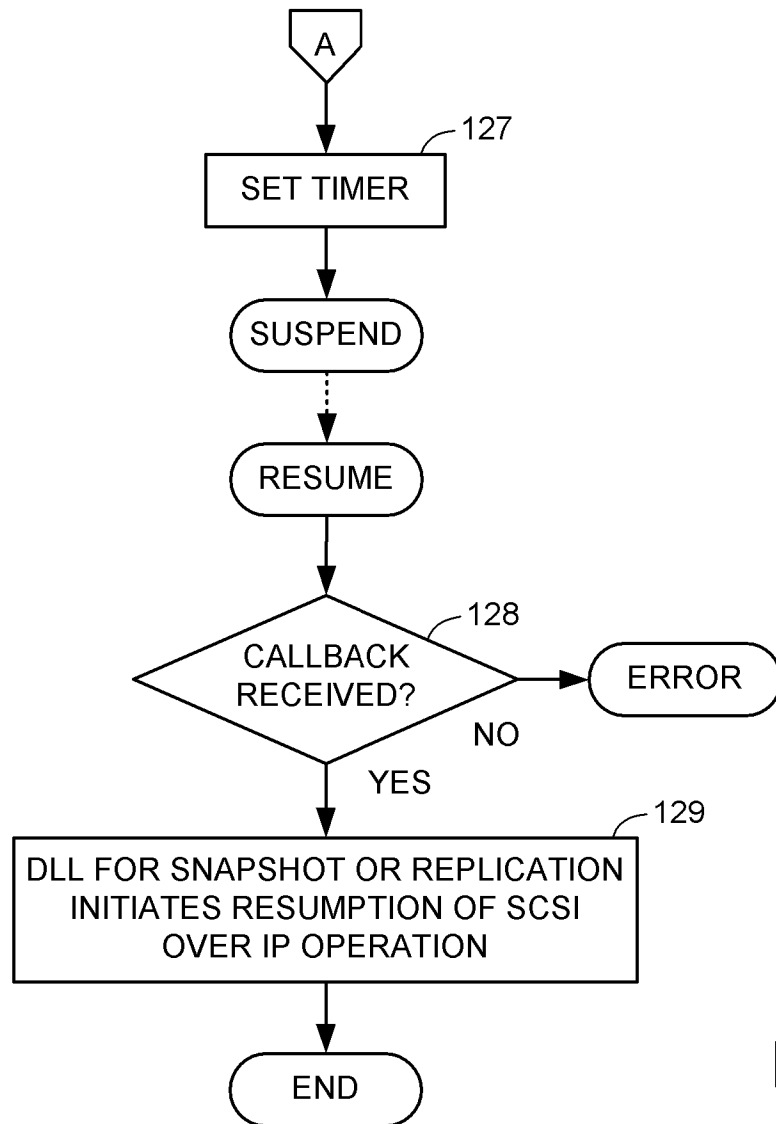 A
127
SET TIMER
SUSPEND
RESUME
128
CALLBACK
RECEIVED?
ERROR
NO
YES
129
DLL FOR SNAPSHOT OR REPLICATION
INITIATES RESUMPTION OF SCSI
OVER IP OPERATION
END